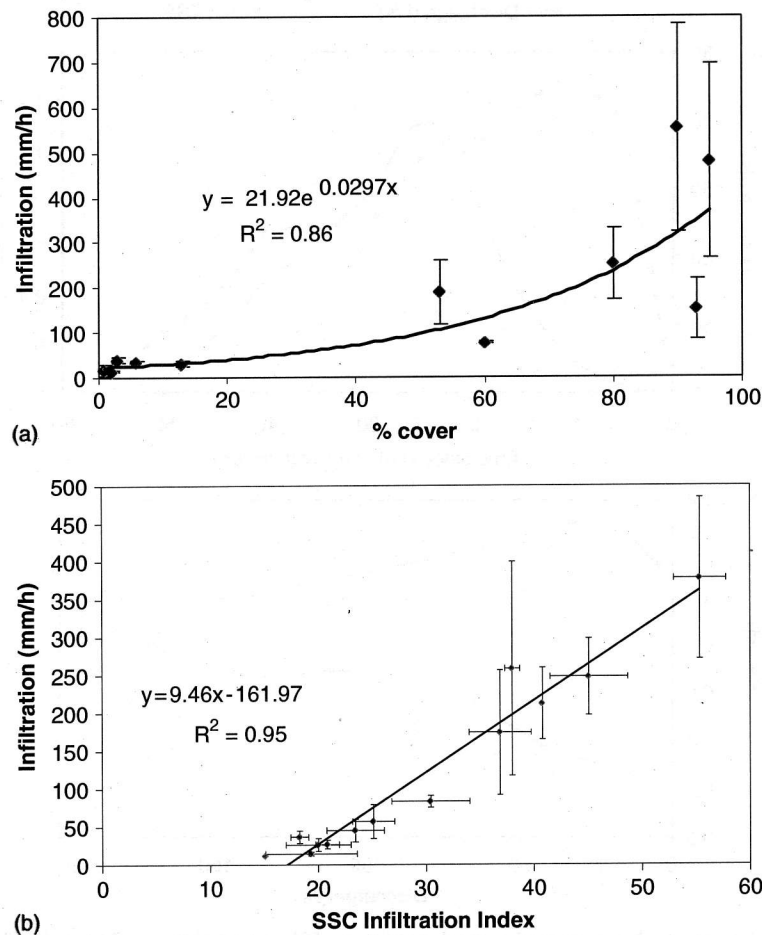 800
700
600
500
400
300
200
100
0
Infiltration (mm/h)
y = 21.92e 0.0297x
R2 = 0.86
0 20 40 60 80 100
% cover
(a)
500
450
400
350
300
250
200
150
100
50
0
Infiltration (mm/h)
y=9.46x-161.97
R2 = 0.95
0 10 20 30 40 50 60
SSC Infiltration Index
(b)